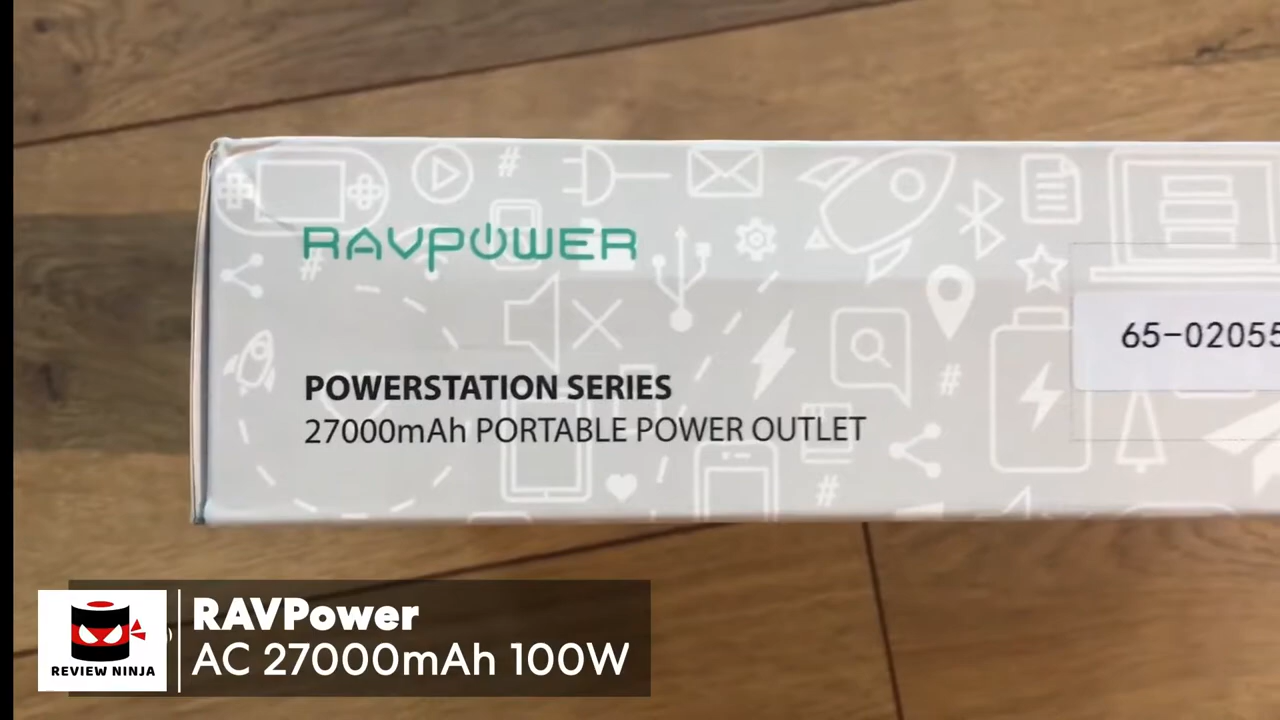 RAVPOWER
65-02055
POWERSTATION SERIES
27000mAh PORTABLE POWER OUTLET
RAVPower
AC 27000mAh 100W
REVIEW NINJA